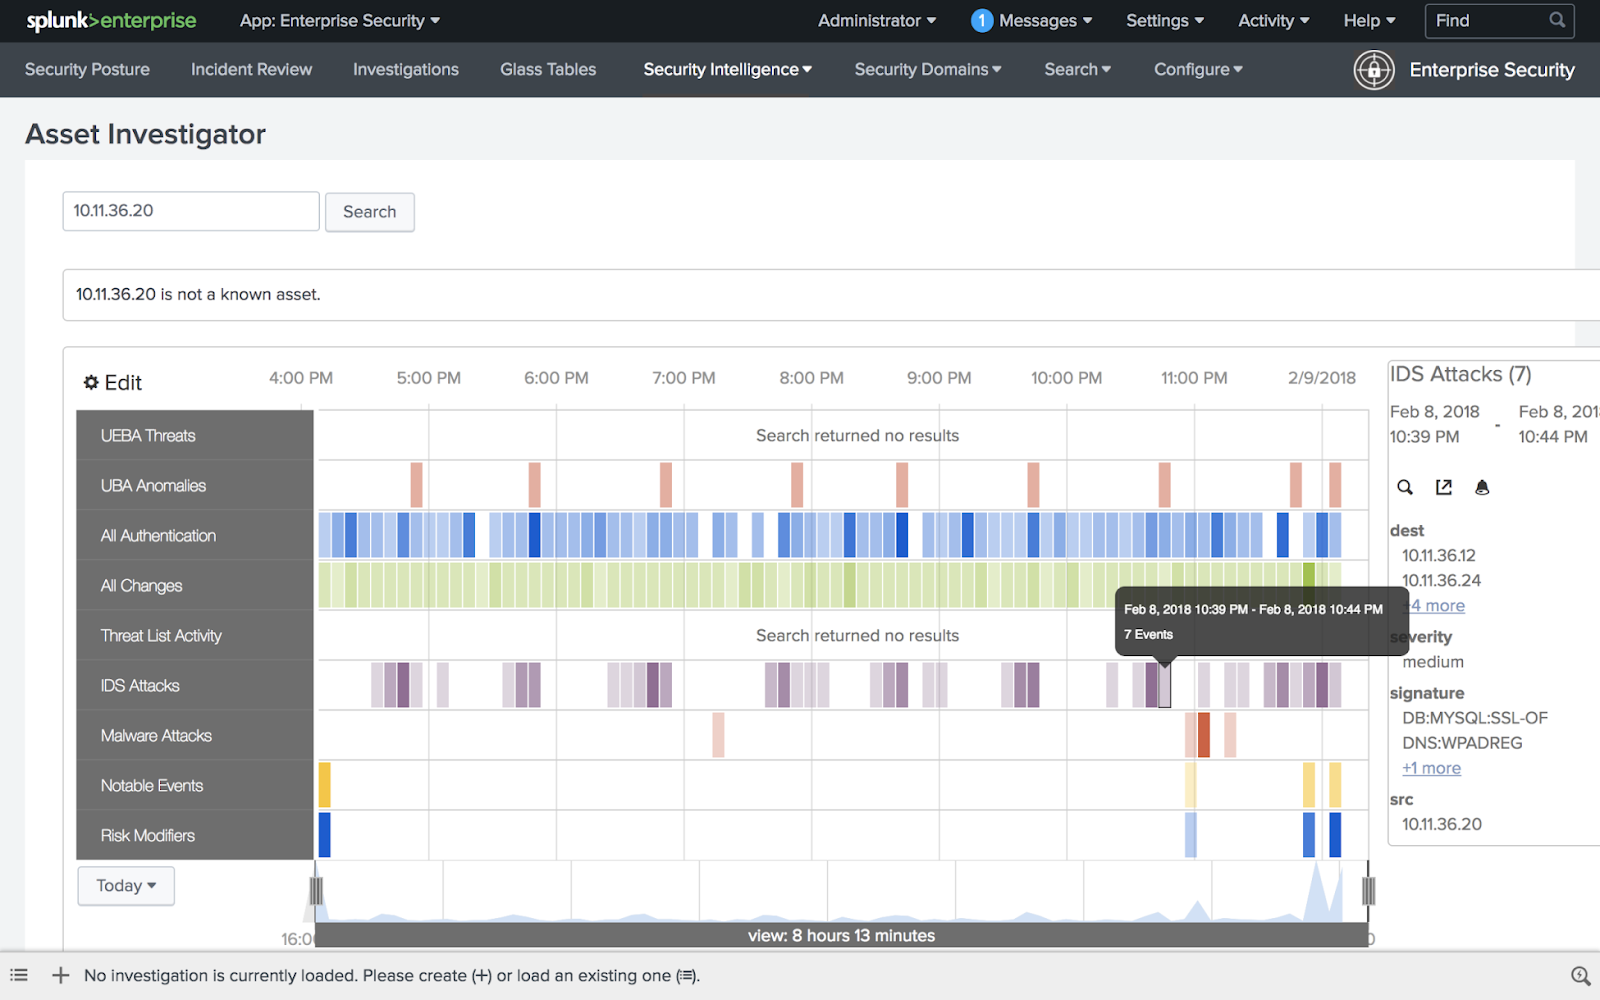 splunk>enterprise App: Enterprise Security Administrator 1 Messages Settings Activity Help Find
Security Posture Incident Review Investigations Glass Tables Security Intelligence Security Domains Search Configure Enterprise Security
Asset Investigator
10.11.36.20 Search
10.11.36.20 is not a known asset.
Edit 4:00 PM 5:00 PM 6:00 PM 7:00 PM 8:00 PM 9:00 PM 10:00 PM 11:00 PM 2/9/2018
UEBA Threats Search returned no results
UBA Anomalies
All Authentication
All Changes
Threat List Activity Search returned no results
IDS Attacks
Malware Attacks
Notable Events
Risk Modifiers
Feb 8, 2018 10:39 PM - Feb 8, 2018 10:44 PM
7 Events
IDS Attacks (7)
Feb 8, 2018 - Feb 8, 201
10:39 PM 10:44 PM
dest
10.11.36.12
10.11.36.24
+4 more
severity
medium
signature
DB:MYSQL:SSL-OF
DNS:WPADREG
+1 more
src
10.11.36.20
Today
16:0
view: 8 hours 13 minutes
No investigation is currently loaded. Please create (+) or load an existing one (≔).